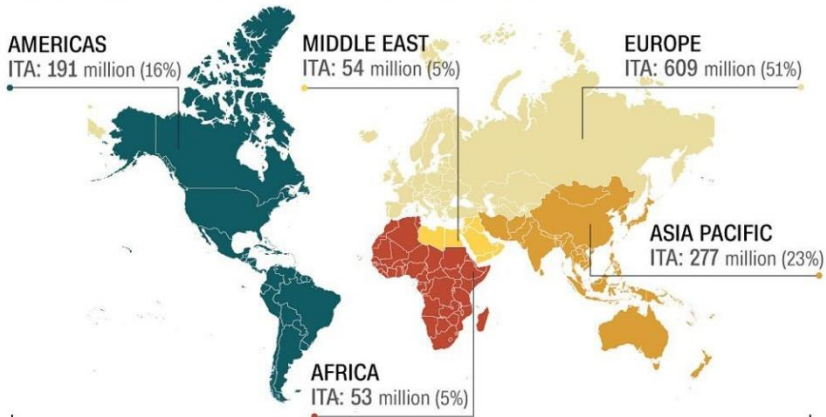 AMERICAS
ITA: 191 million (16%)
MIDDLE EAST
ITA: 54 million (5%)
EUROPE
ITA: 609 million (51%)
ASIA PACIFIC
ITA: 277 million (23%)
AFRICA
ITA: 53 million (5%)